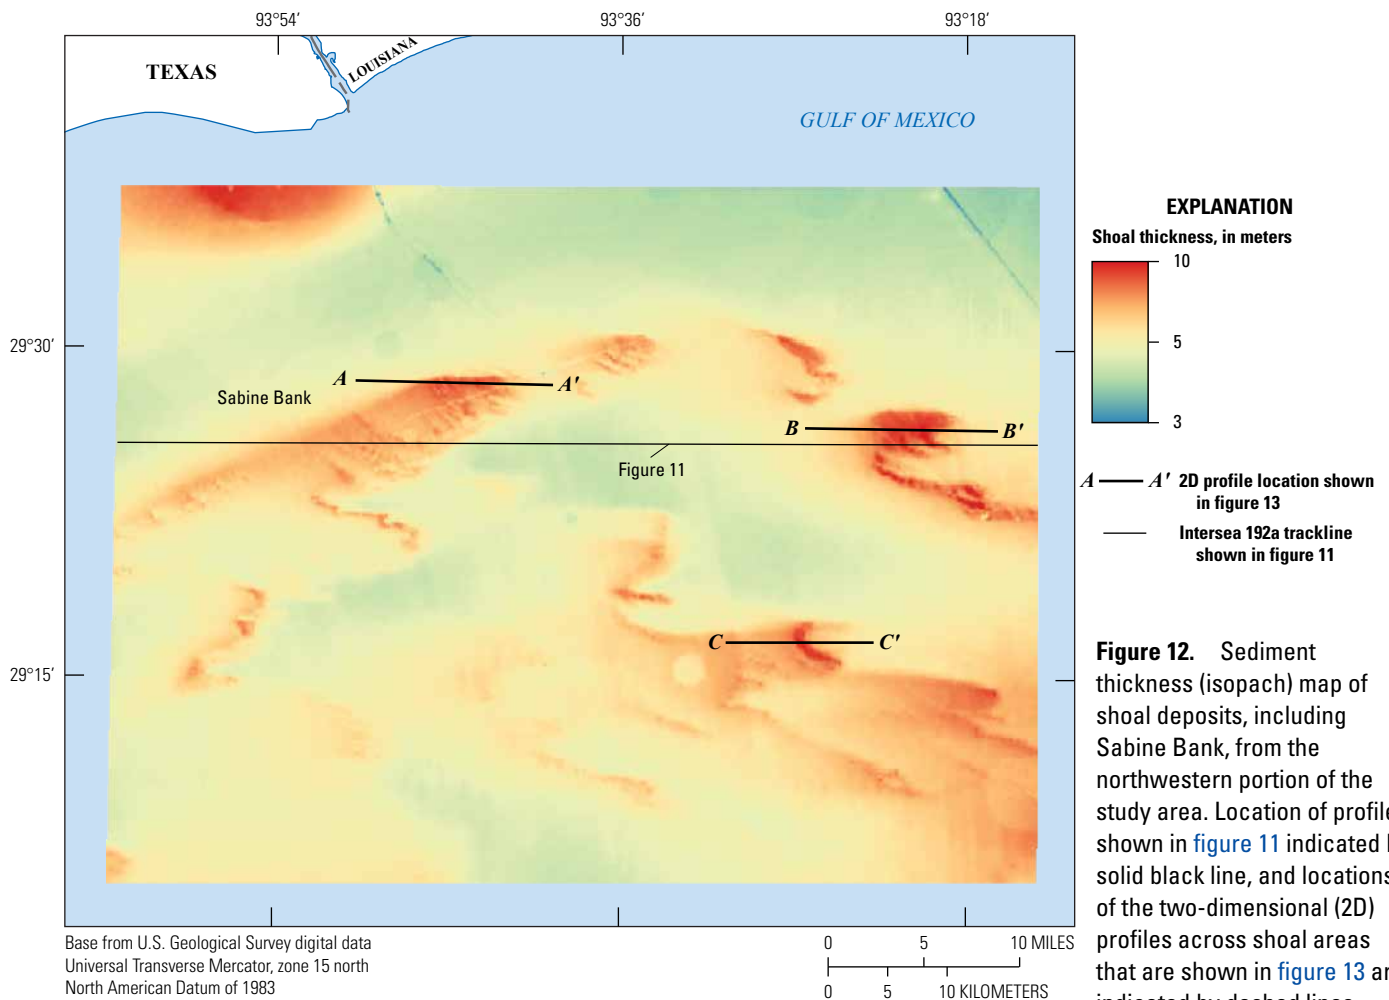 93°54′ 93°36′ 93°18′
TEXAS
LOUISIANA
GULF OF MEXICO
29°30′
A A′
Sabine Bank
B B′
Figure 11
C C′
29°15′
Base from U.S. Geological Survey digital data
Universal Transverse Mercator, zone 15 north
North American Datum of 1983
0 5 10 MILES
0 5 10 KILOMETERS
EXPLANATION
Shoal thickness, in meters
10
5
3
A A′ 2D profile location shown
in figure 13
Intersea 192a trackline
shown in figure 11
Figure 12. Sediment
thickness (isopach) map of
shoal deposits, including
Sabine Bank, from the
northwestern portion of the
study area. Location of profile
shown in figure 11 indicated
solid black line, and locations
of the two-dimensional (2D)
profiles across shoal areas
that are shown in figure 13
indicated by dashed lines